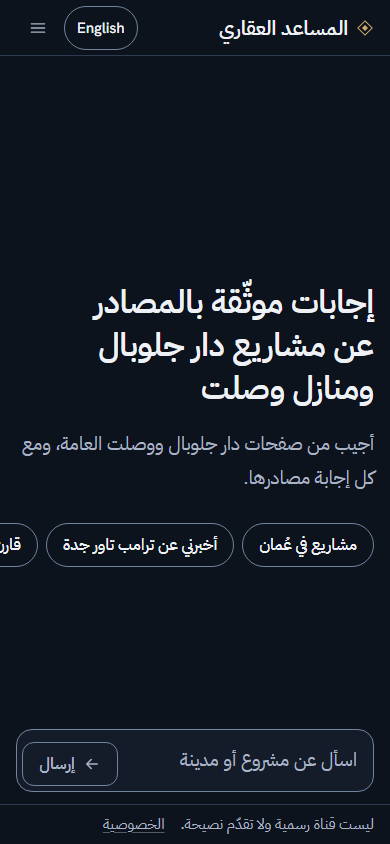 المساعد العقاري
English
إجابات موثّقة بالمصادر
عن مشاريع دار جلوبال
ومنازل وصلت
أجيب من صفحات دار جلوبال ووصلت العامة، ومع
كل إجابة مصادرها.
مشاريع في عُمان
أخبرني عن ترامب تاور جدة
قارن
اسأل عن مشروع أو مدينة
إرسال
ليست قناة رسمية ولا تقدّم نصيحة. الخصوصية